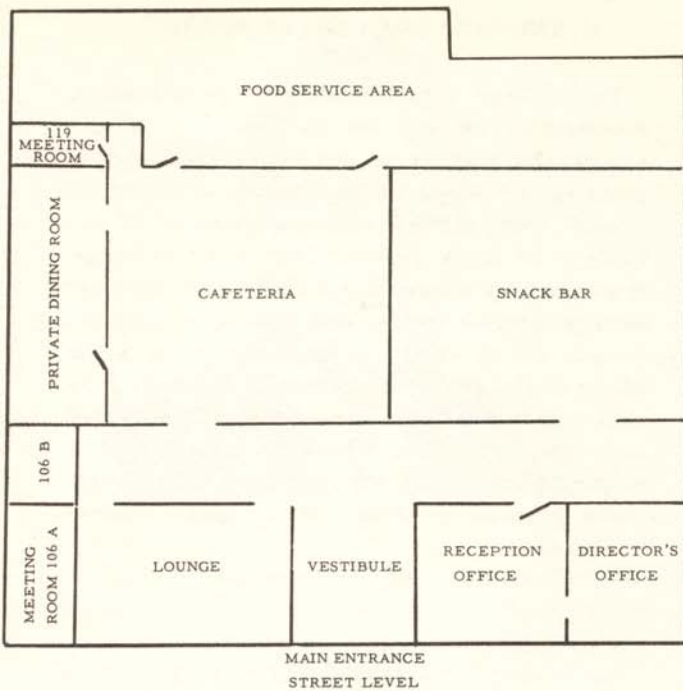 FOOD SERVICE AREA
119
MEETING
ROOM
PRIVATE DINING ROOM
CAFETERIA
SNACK BAR
106 B
MEETING
ROOM 106 A
LOUNGE
VESTIBULE
RECEPTION
OFFICE
DIRECTOR'S
OFFICE
MAIN ENTRANCE
STREET LEVEL